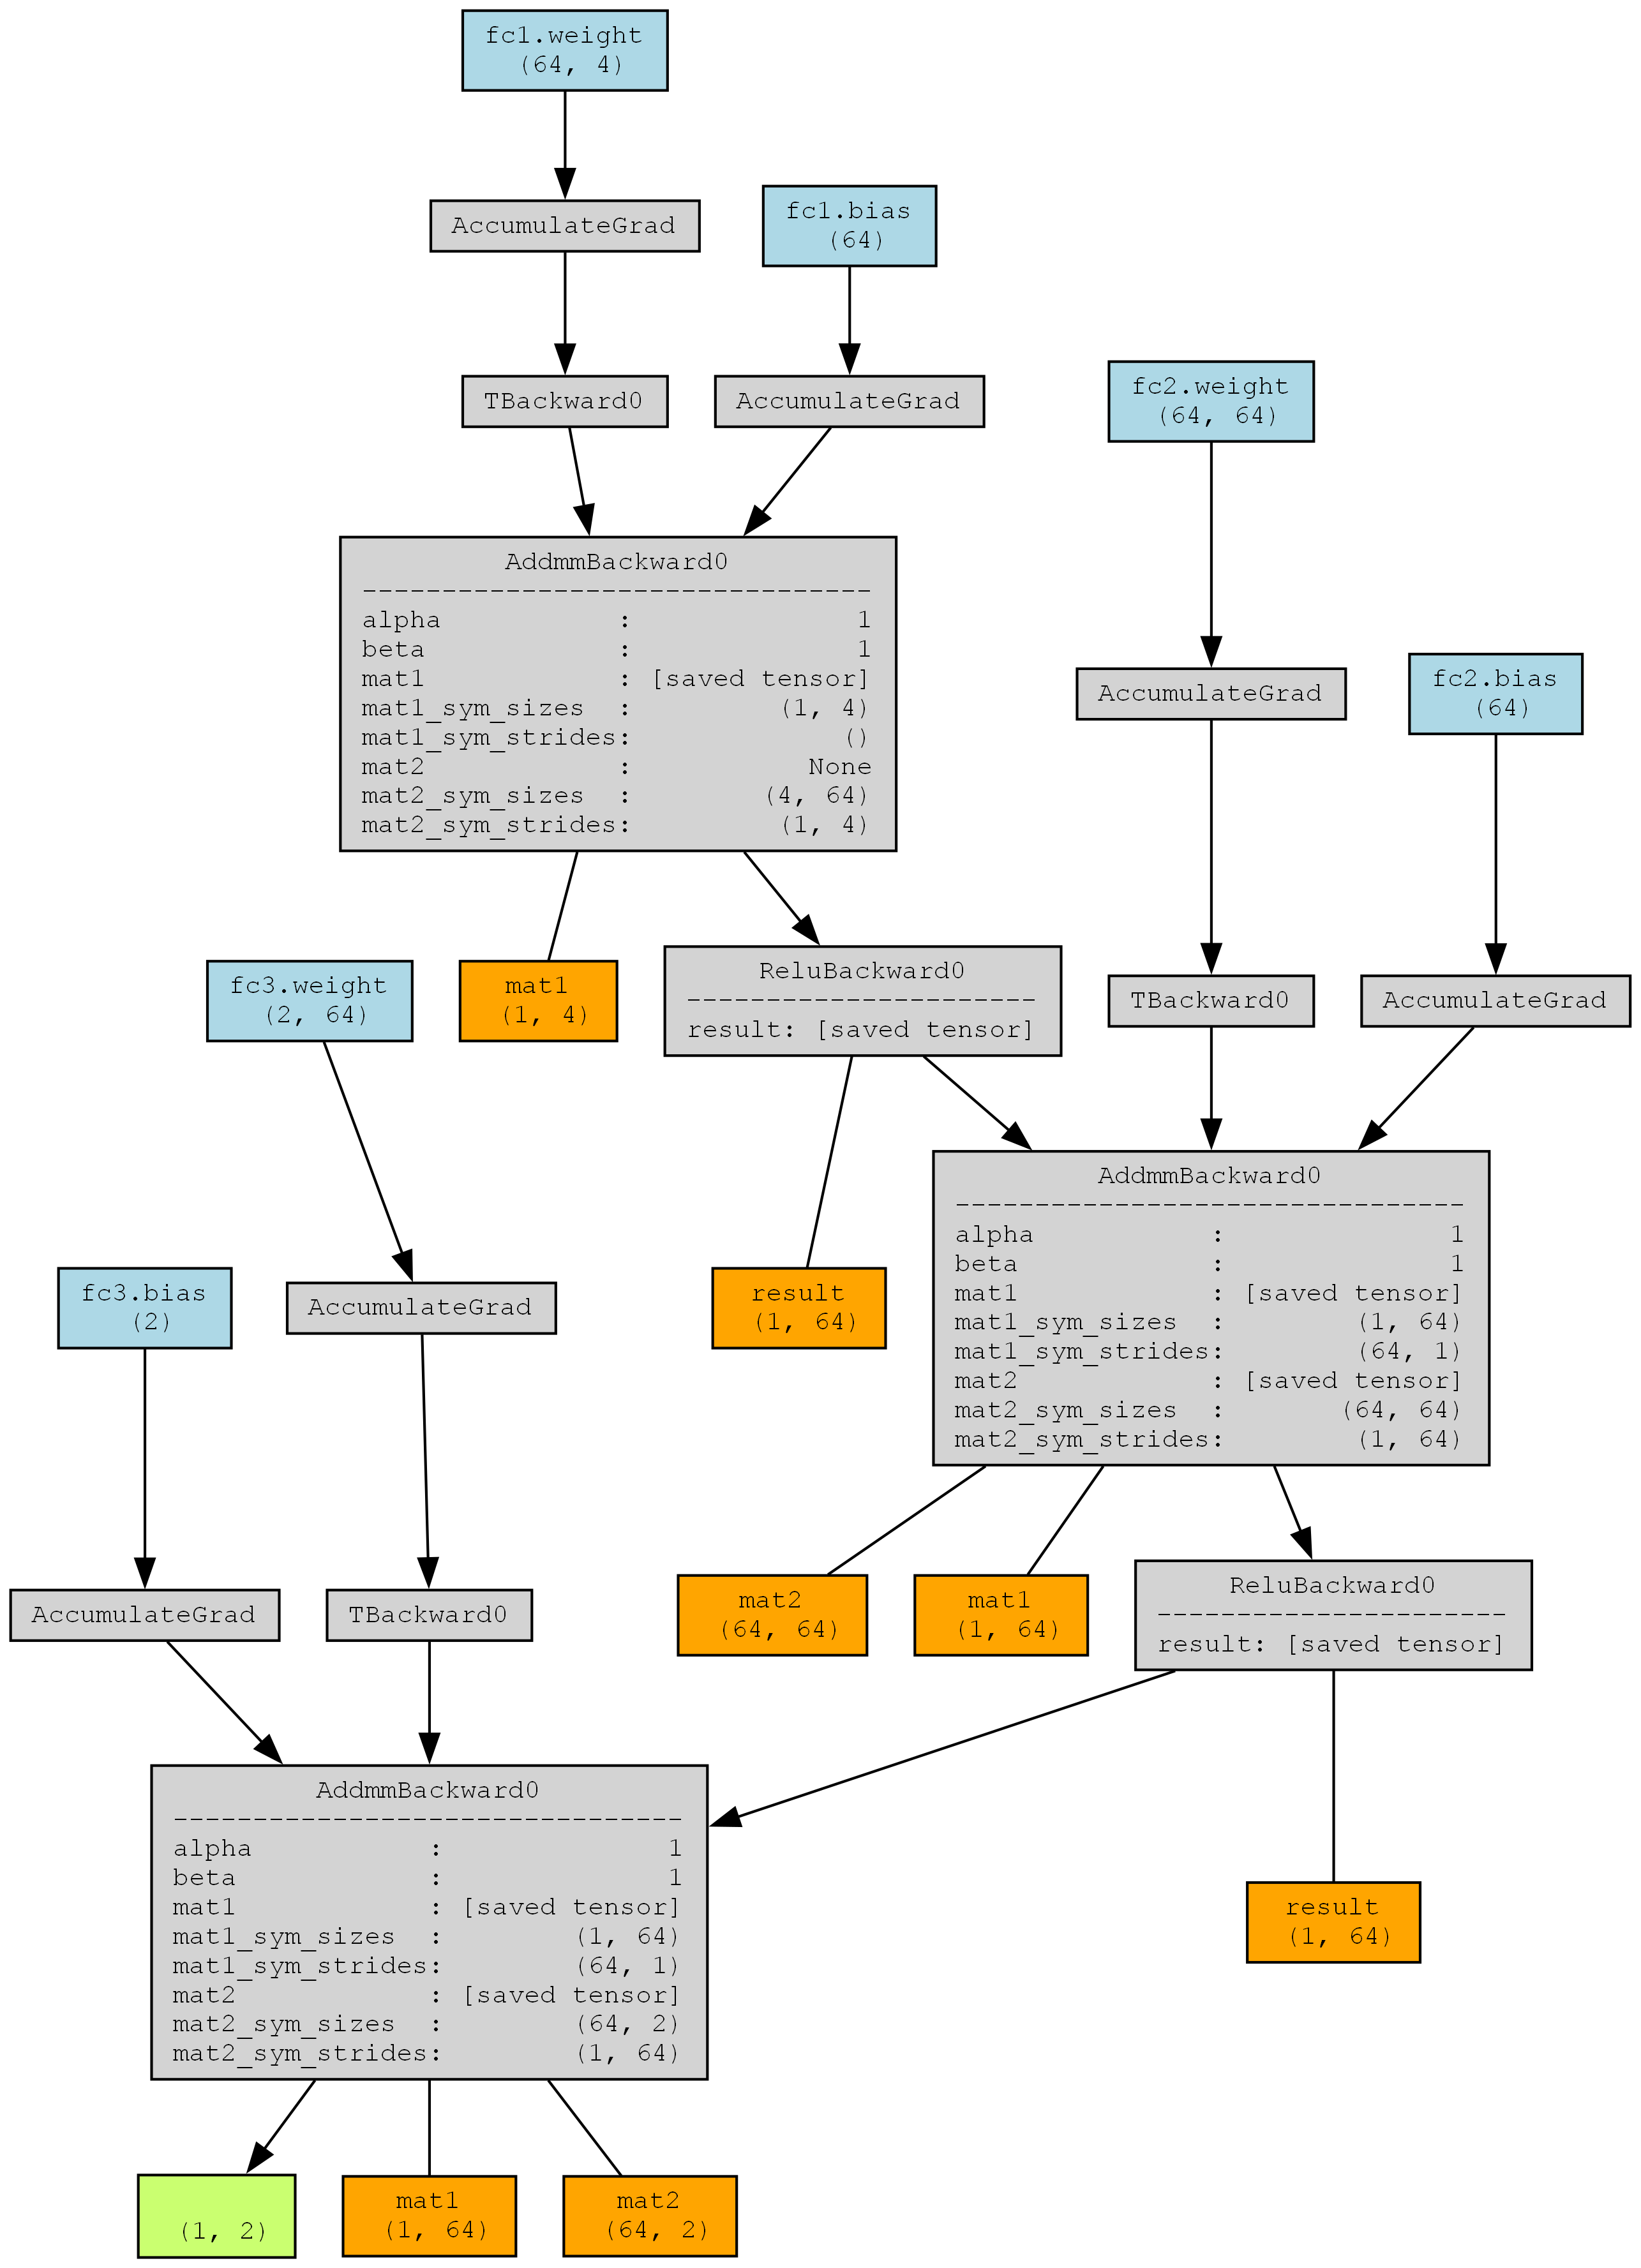 fc1.weight
(64, 4)
AccumulateGrad
fc1.bias
(64)
TBackward0
AccumulateGrad
fc2.weight
(64, 64)
AddmmBackward0
--------------------------------
alpha           :              1
beta            :              1
mat1            : [saved tensor]
mat1_sym_sizes  :         (1, 4)
mat1_sym_strides:             ()
mat2            :           None
mat2_sym_sizes  :        (4, 64)
mat2_sym_strides:         (1, 4)
AccumulateGrad
fc2.bias
(64)
fc3.weight
(2, 64)
mat1
(1, 4)
ReluBackward0
----------------------
result: [saved tensor]
TBackward0
AccumulateGrad
AddmmBackward0
--------------------------------
alpha           :              1
beta            :              1
mat1            : [saved tensor]
mat1_sym_sizes  :        (1, 64)
mat1_sym_strides:        (64, 1)
mat2            : [saved tensor]
mat2_sym_sizes  :       (64, 64)
mat2_sym_strides:        (1, 64)
fc3.bias
(2)
AccumulateGrad
result
(1, 64)
AccumulateGrad
TBackward0
mat2
(64, 64)
mat1
(1, 64)
ReluBackward0
----------------------
result: [saved tensor]
AddmmBackward0
--------------------------------
alpha           :              1
beta            :              1
mat1            : [saved tensor]
mat1_sym_sizes  :        (1, 64)
mat1_sym_strides:        (64, 1)
mat2            : [saved tensor]
mat2_sym_sizes  :        (64, 2)
mat2_sym_strides:        (1, 64)
result
(1, 64)
(1, 2)
mat1
(1, 64)
mat2
(64, 2)